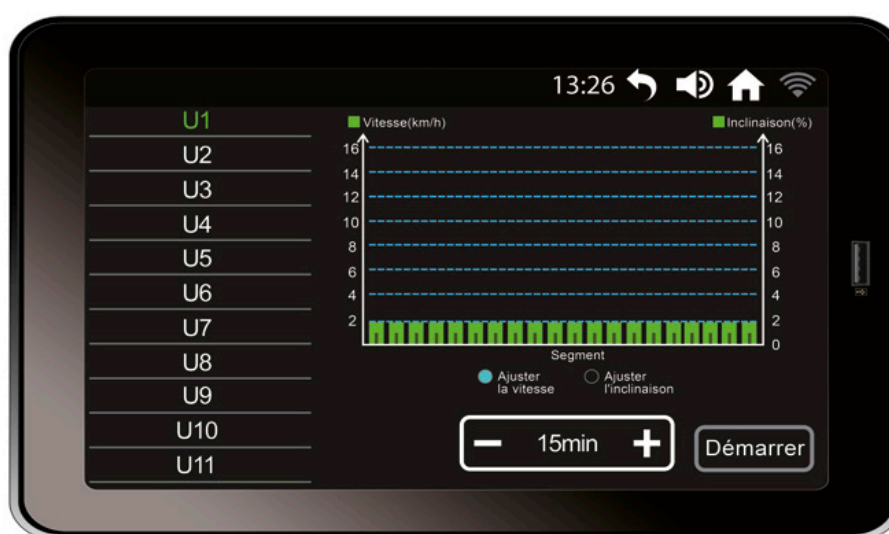 13:26
U1
U2
U3
U4
U5
U6
U7
U8
U9
U10
U11
Vitesse(km/h)
Inclinaison(%)
16
14
12
10
8
6
4
2
16
14
12
10
8
6
4
2
0
Segment
Ajuster
la vitesse
Ajuster
l'inclinaison
15min
Démarrer